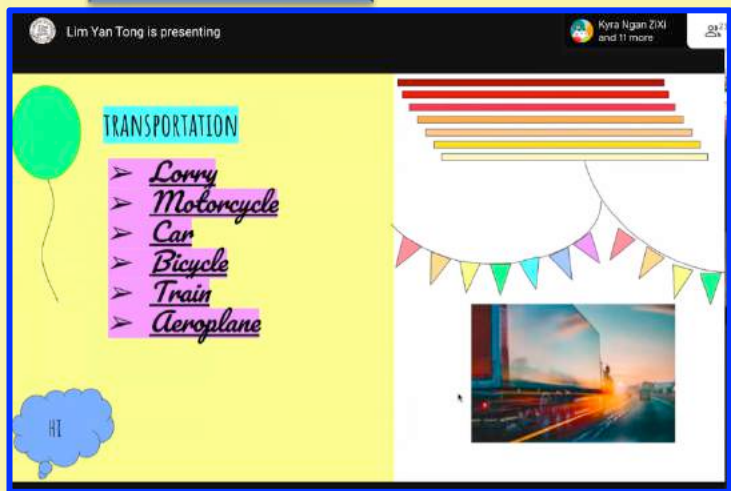 Lim Yan Tong is presenting
Kyra Ngan ZiXi
and 11 more
TRANSPORTATION
➢ Lorry
➢ Motorcycle
➢ Car
➢ Bicycle
➢ Train
➢ Aeroplane
HI